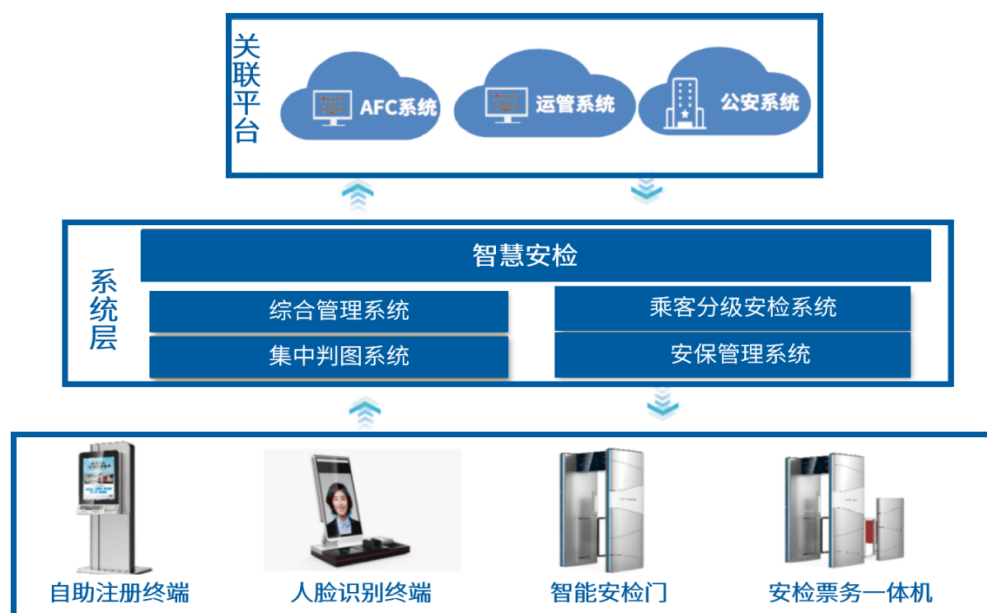 关联平台
AFC系统
运管系统
公安系统
系统层
智慧安检
综合管理系统
乘客分级安检系统
集中判图系统
安保管理系统
自助注册终端
人脸识别终端
智能安检门
安检票务一体机